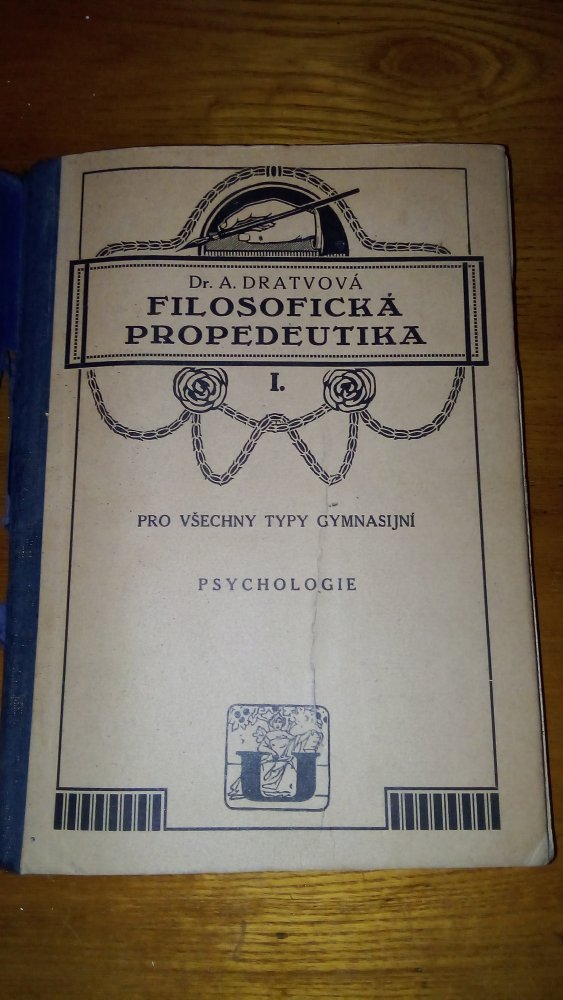 Dr. A. DRATVOVÁ
FILOSOFICKÁ
PROPEDEUTIKA
I.
PRO VŠECHNY TYPY GYMNASIJNÍ
PSYCHOLOGIE
U